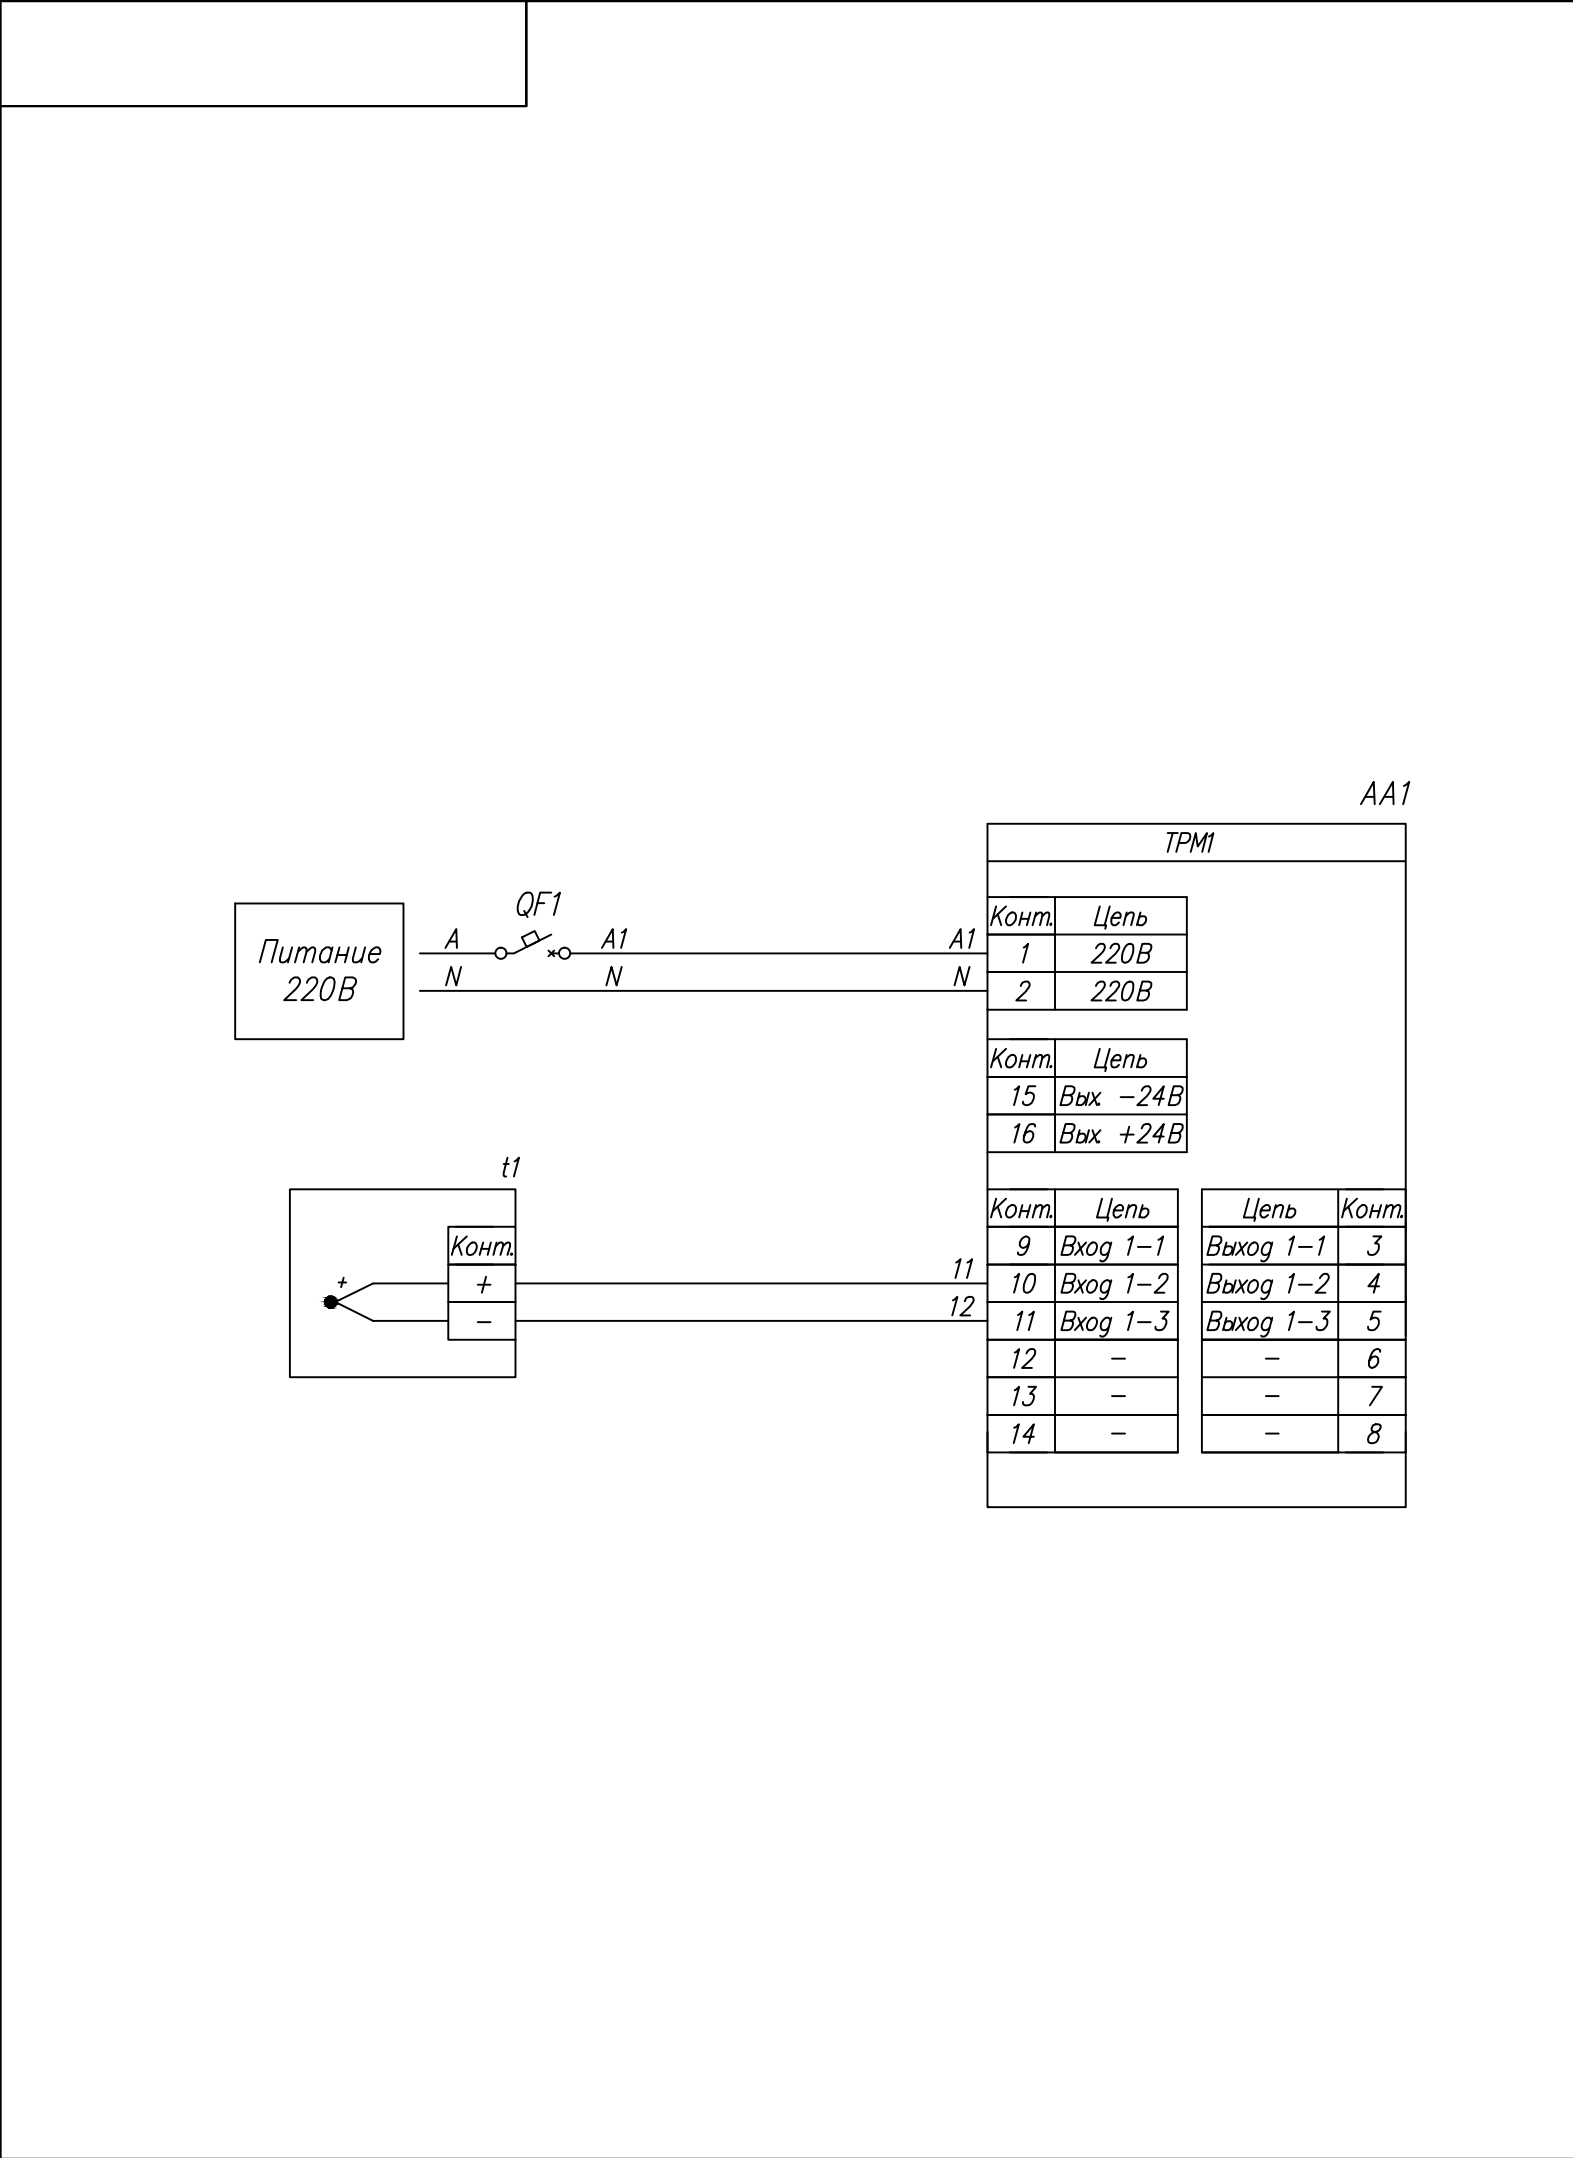 AA1
ТРМ1
QF1
Питание
220В
A
A1
A1
N
N
N
Конт. Цепь
1 220В
2 220В
Конт. Цепь
15 Вых. -24В
16 Вых. +24В
t1
Конт.
+
+
-
11
12
Конт. Цепь
9 Вход 1-1
10 Вход 1-2
11 Вход 1-3
12 -
13 -
14 -
Цепь Конт.
Выход 1-1 3
Выход 1-2 4
Выход 1-3 5
- 6
- 7
- 8